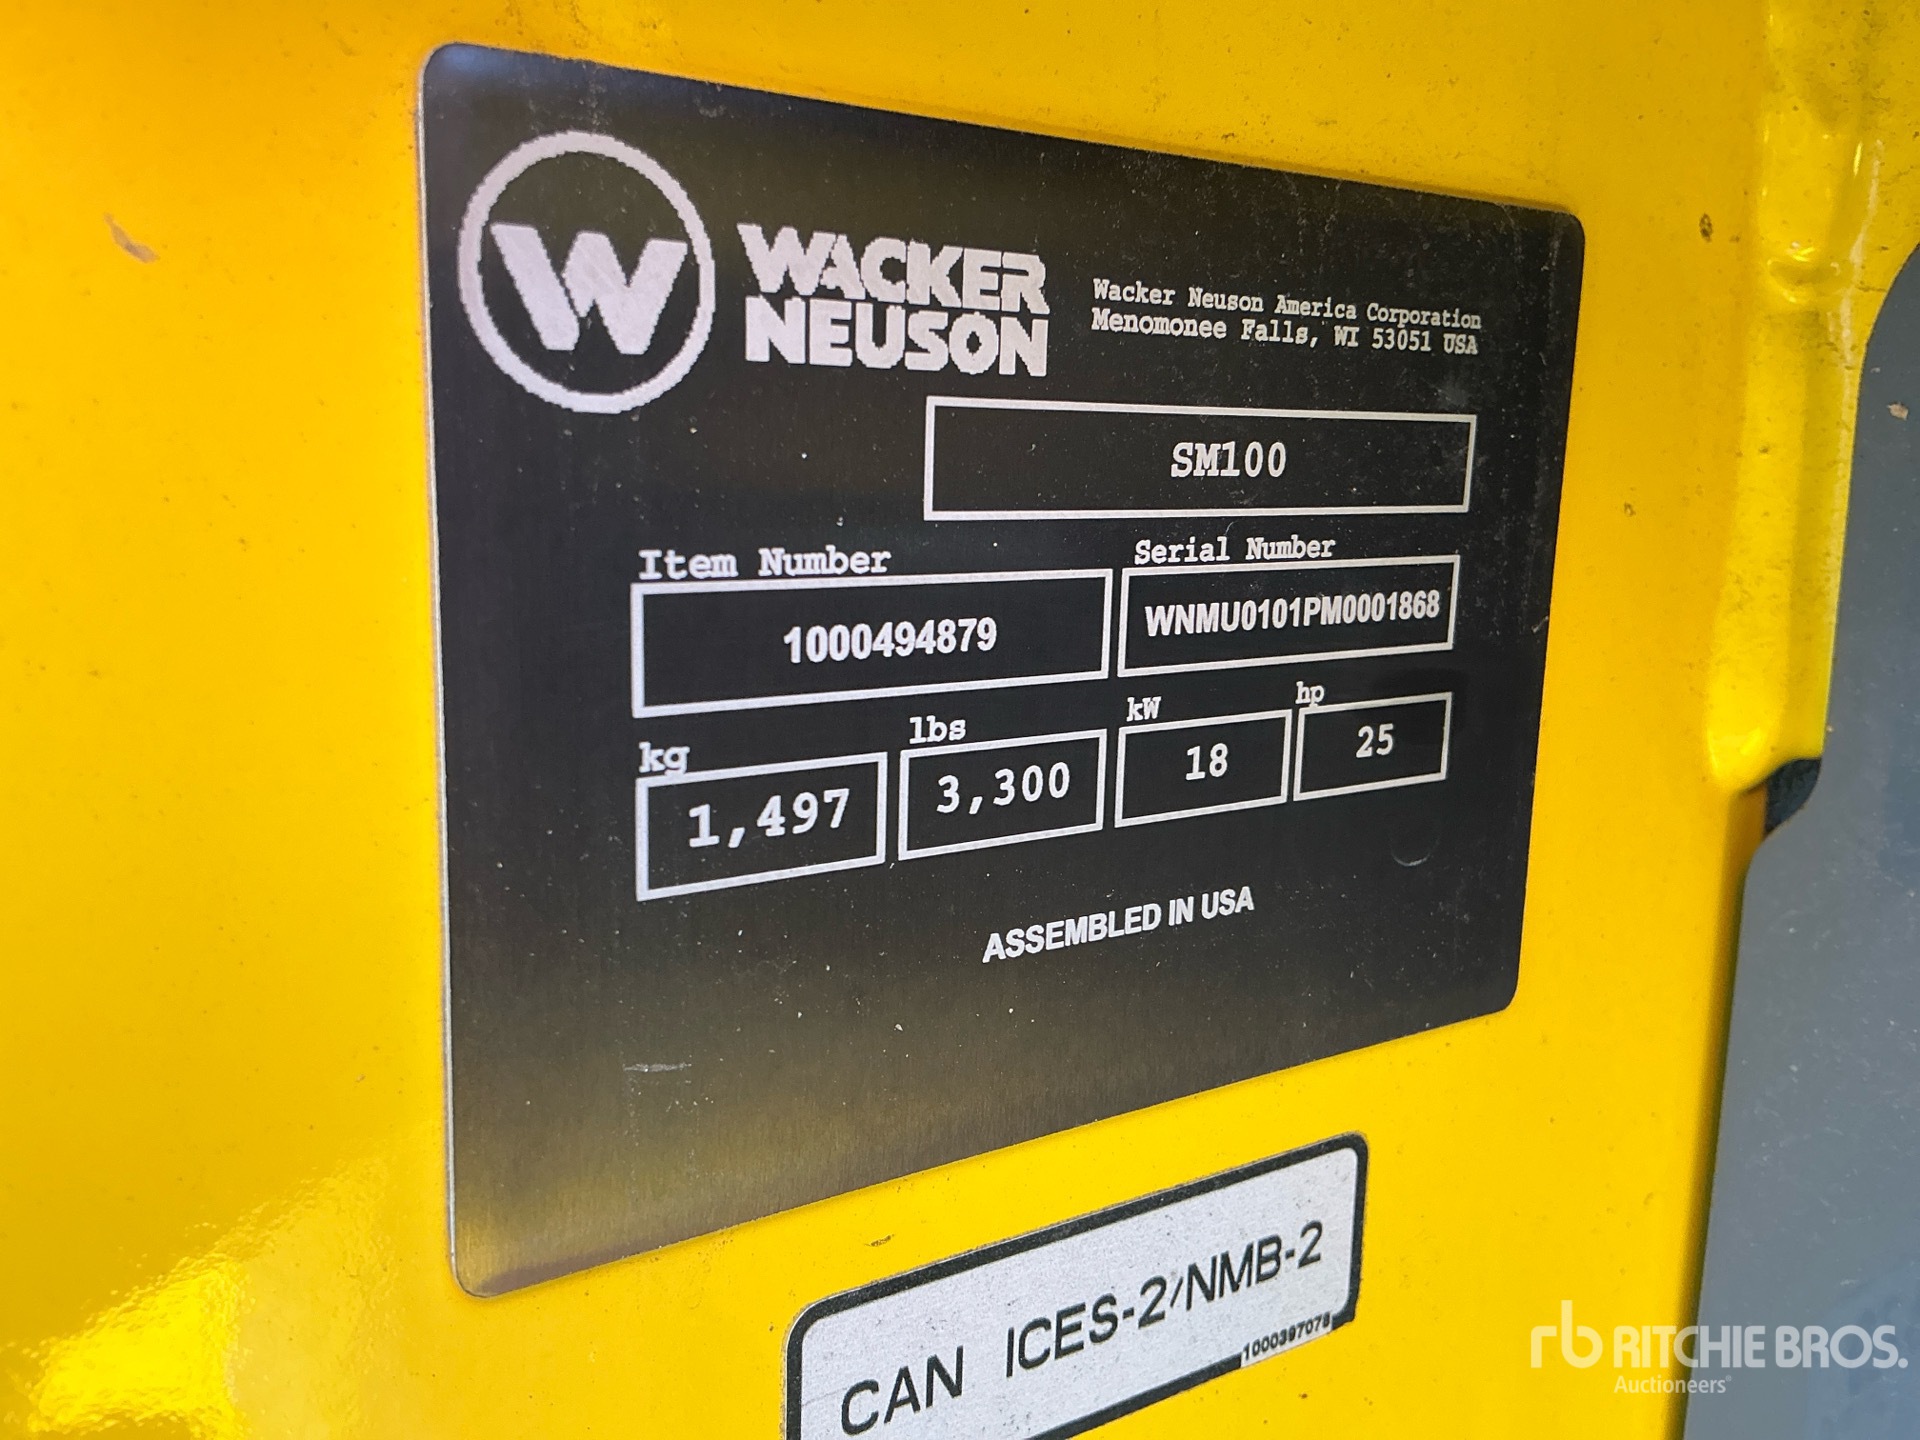 W
WACKER
NEUSON
Wacker Neuson America Corporation
Menomonee Falls, WI 53051 USA
SM100
Item Number
Serial Number
1000494879
WNMU0101PM0001868
kg
lbs
kW
hp
1,497
3,300
18
25
ASSEMBLED IN USA
CAN ICES-2/NMB-2
1000397078
rb RITCHIE BROS.
Auctioneers